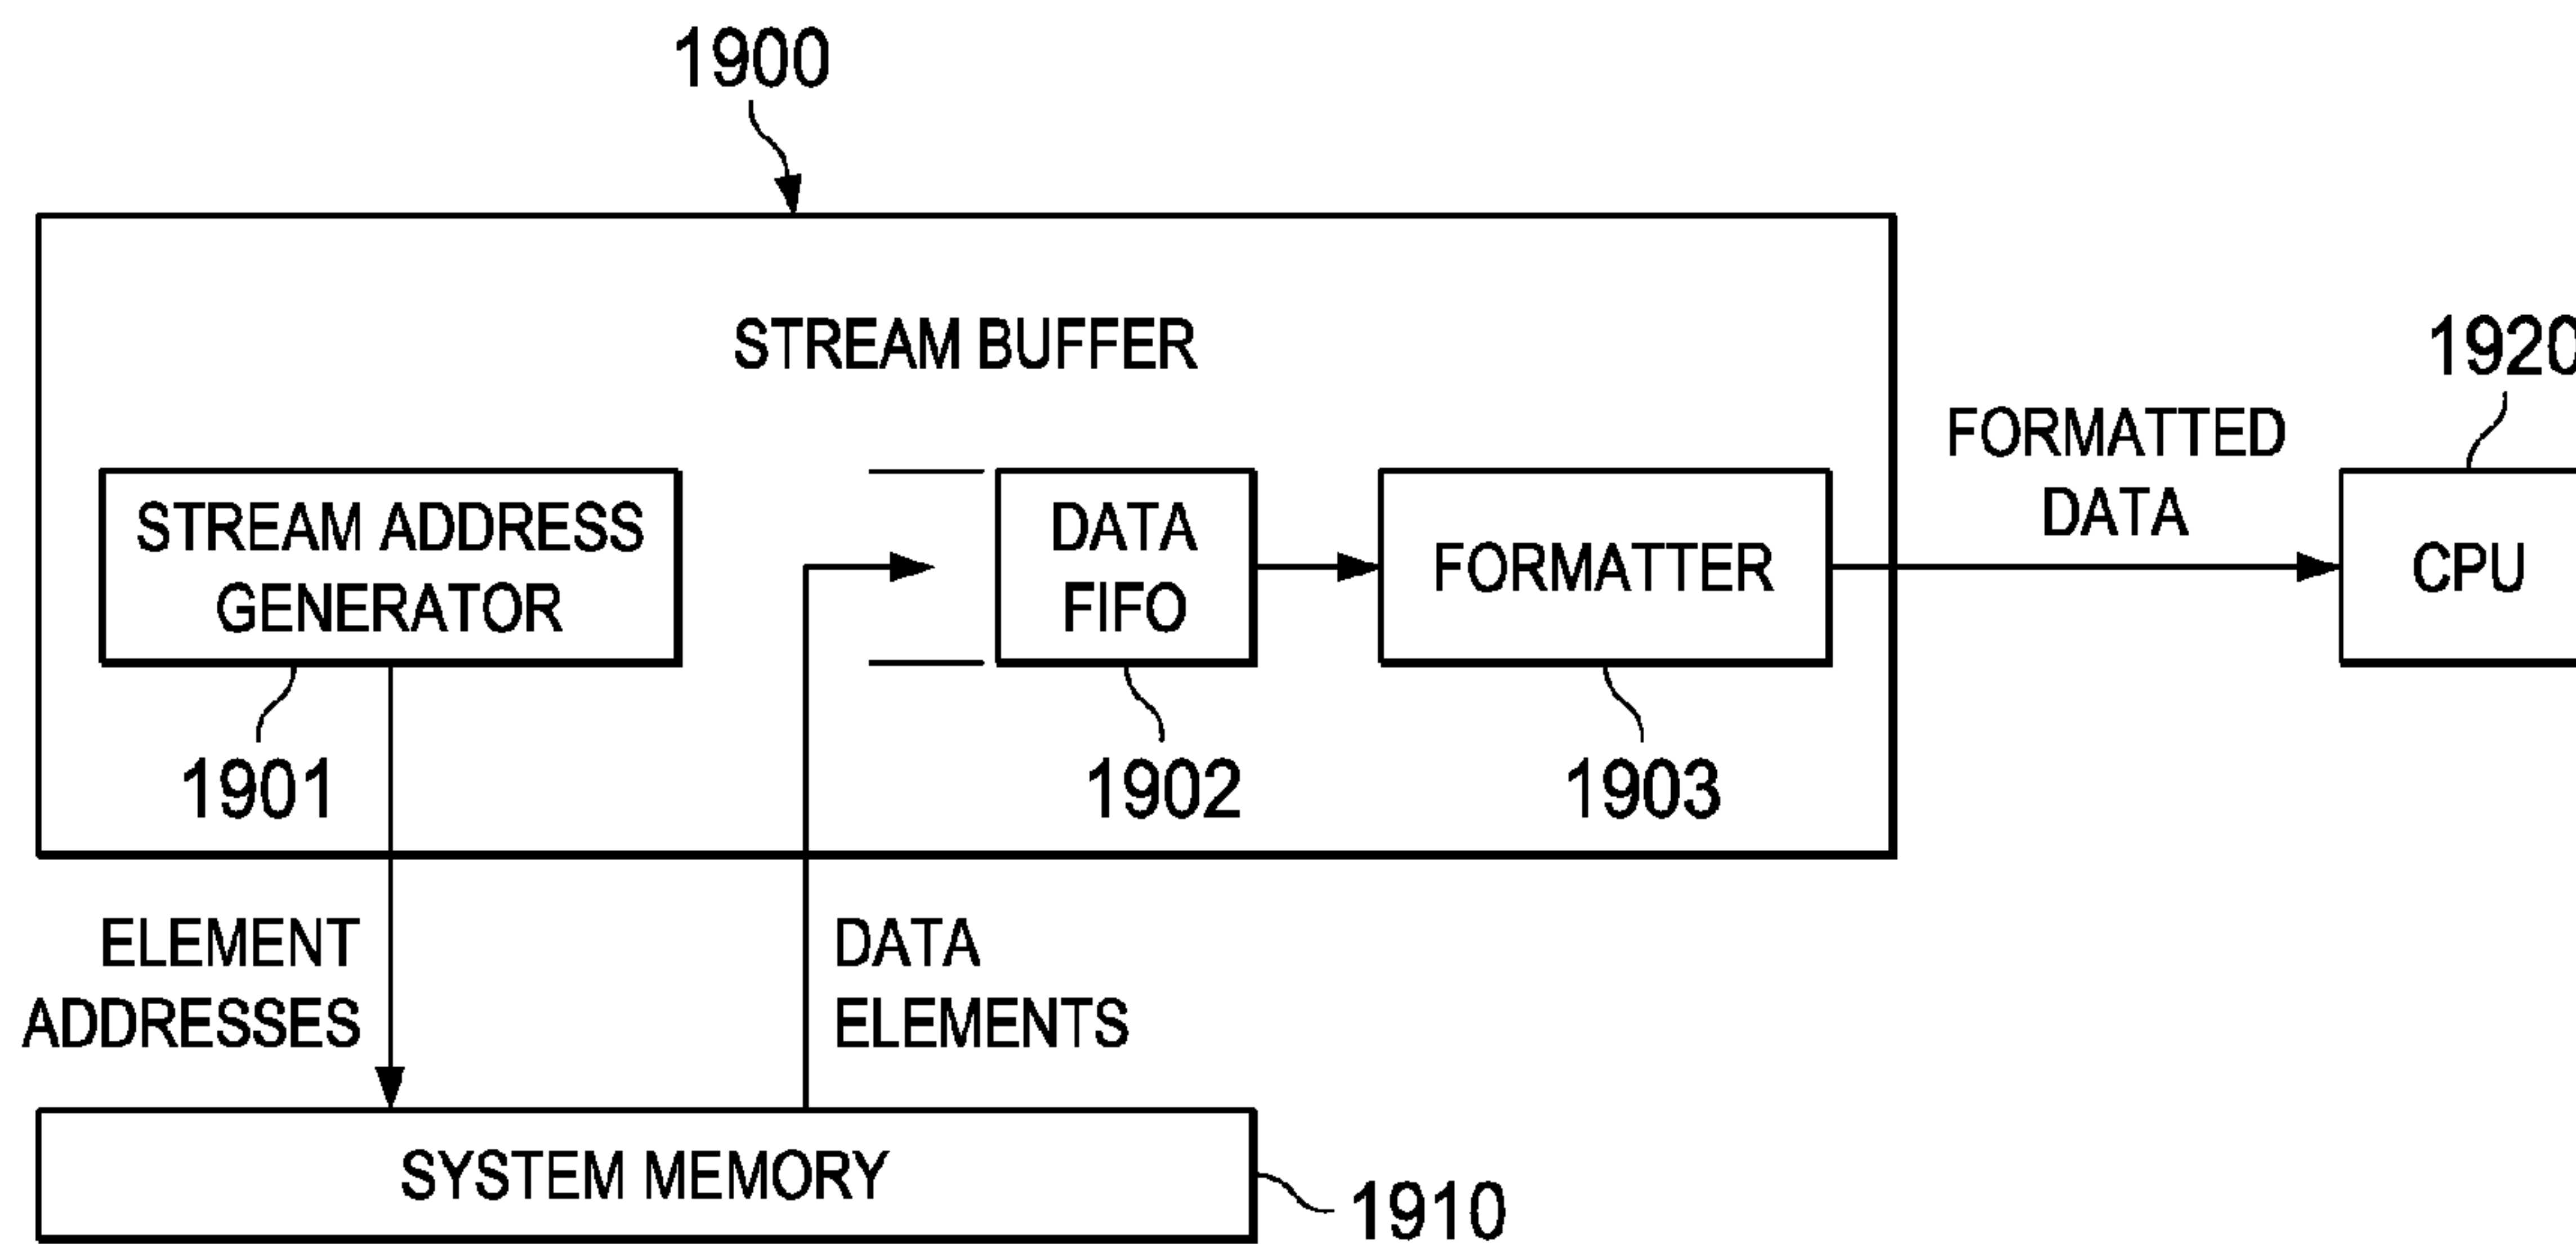 1900
STREAM BUFFER
1920
FORMATTED
DATA
STREAM ADDRESS
GENERATOR
DATA
FIFO
FORMATTER
CPU
1901
1902
1903
ELEMENT
ADDRESSES
DATA
ELEMENTS
SYSTEM MEMORY
1910